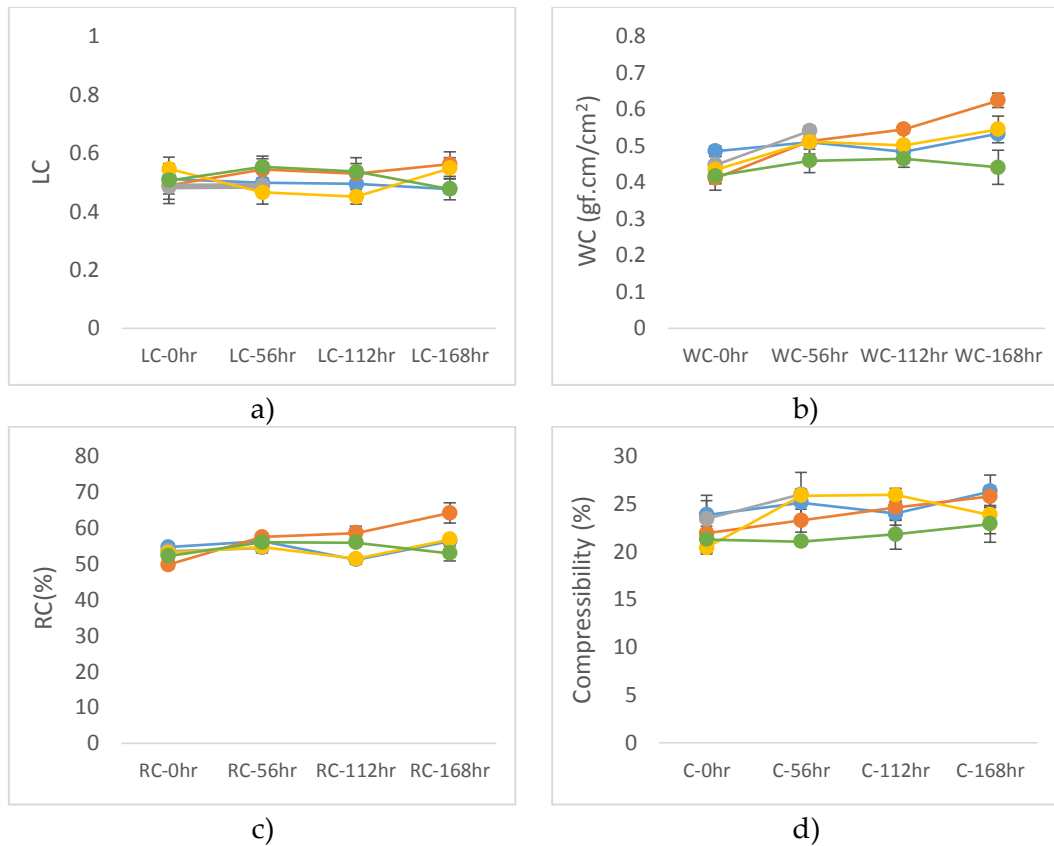 1
0.8
0.6
0.4
0.2
0
LC
LC-0hr LC-56hr LC-112hr LC-168hr
a)
0.8
0.7
0.6
0.5
0.4
0.3
0.2
0.1
0
WC (gf.cm/cm²)
WC-0hr WC-56hr WC-112hr WC-168hr
b)
80
70
60
50
40
30
20
10
0
RC(%)
RC-0hr RC-56hr RC-112hr RC-168hr
c)
30
25
20
15
10
5
0
Compressibility (%)
C-0hr C-56hr C-112hr C-168hr
d)